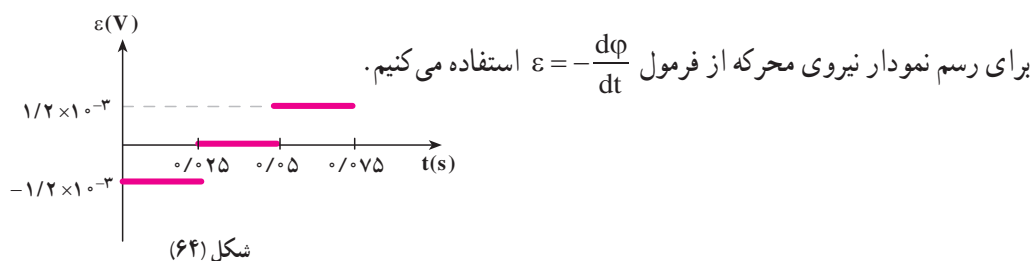 برای رسم نمودار نیروی محرکه از فرمول ε = −dφ/dt استفاده می‌کنیم.
ε(V)
۱/۲×۱۰^−۳
۰/۰۲۵ ۰/۰۵ ۰/۰۷۵ t(s)
−۱/۲×۱۰^−۳
شکل (۶۴)